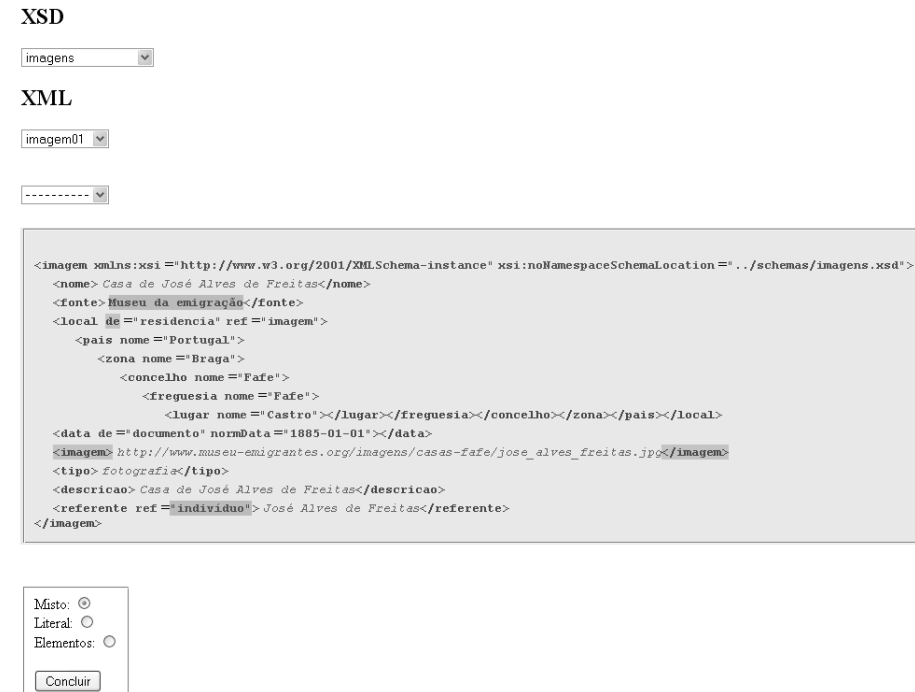 XSD
imagens
XML
imagem01
----------
<imagem xmlns:xsi ="http://www.w3.org/2001/XMLSchema-instance" xsi:noNamespaceSchemaLocation ="../schemas/imagens.xsd">
<nome> Casa de José Alves de Freitas</nome>
<fonte> Museu da emigração</fonte>
<local de ="residencia" ref ="imagem">
<pais nome ="Portugal">
<zona nome ="Braga">
<concelho nome ="Fafe">
<freguesia nome ="Fafe">
<lugar nome ="Castro"></lugar></freguesia></concelho></zona></pais></local>
<data de ="documento" normData ="1885-01-01"></data>
<imagem> http://www.museu-emigrantes.org/imagens/casas-fafe/jose_alves_freitas.jpg</imagem>
<tipo> fotografia</tipo>
<descricao> Casa de José Alves de Freitas</descricao>
<referente ref ="individuo"> José Alves de Freitas</referente>
</imagem>
Misto:
Literal:
Elementos:
Concluir